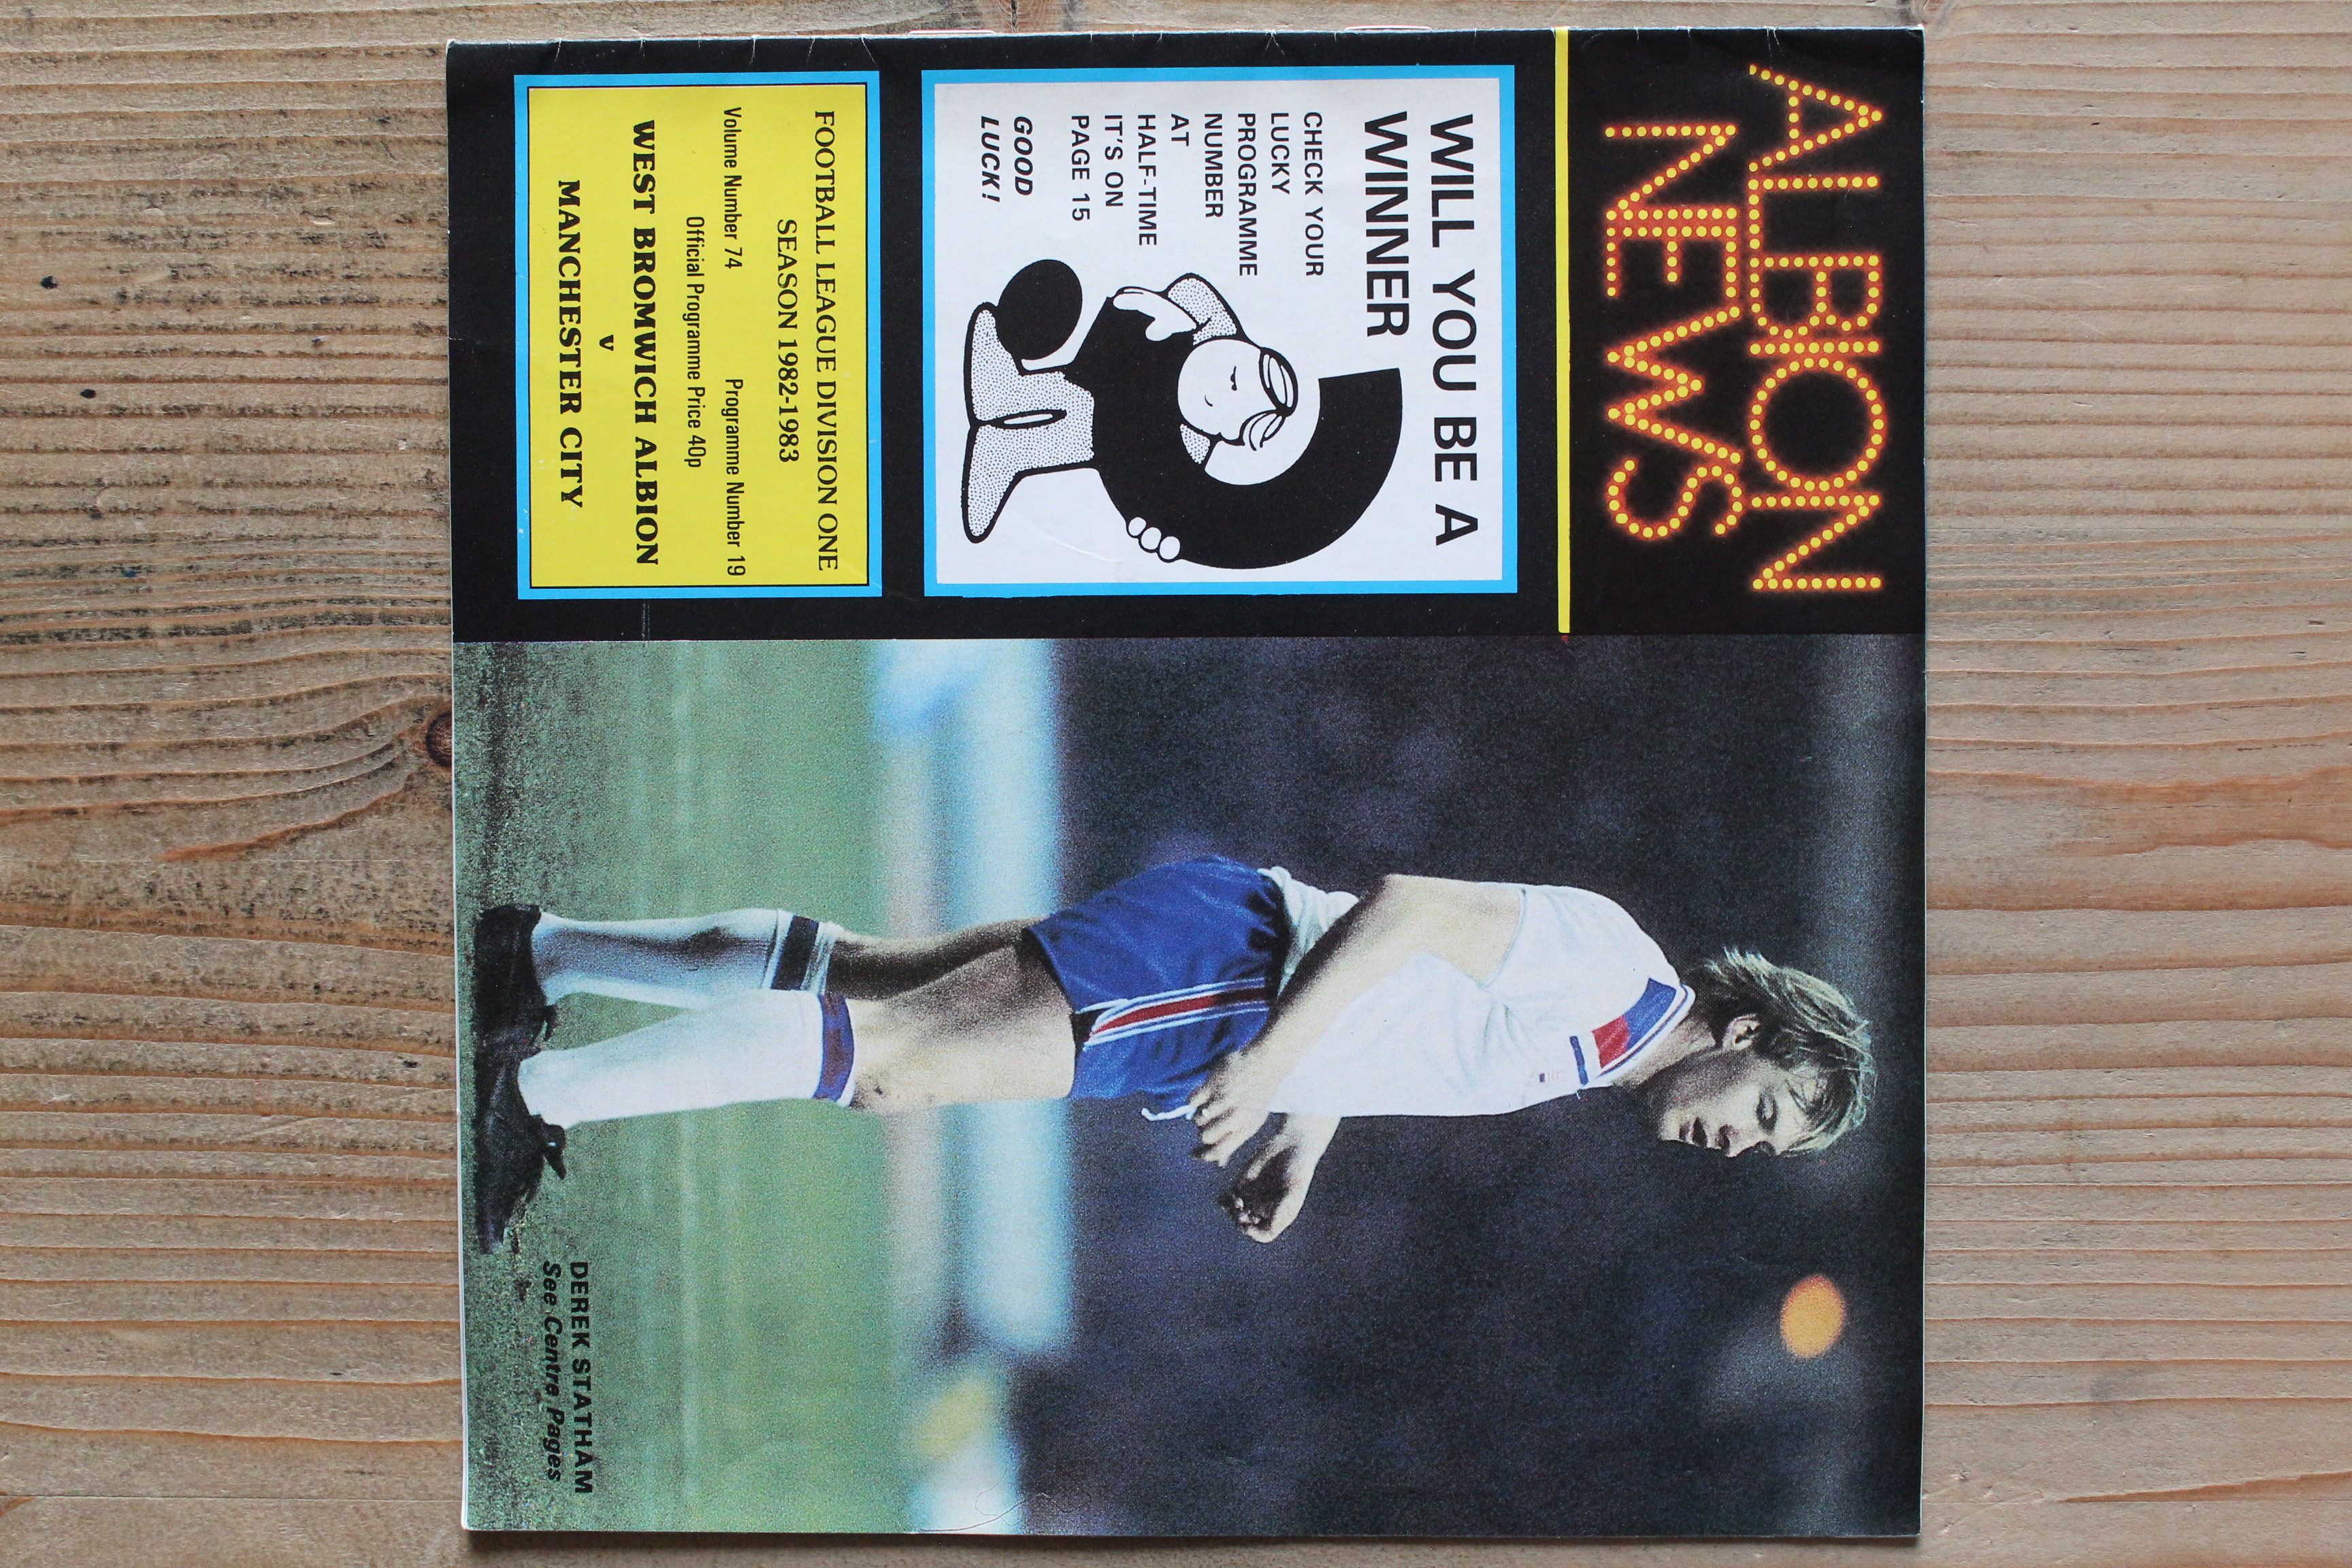 ALBION
NEWS
WILL YOU BE A
WINNER
CHECK YOUR
LUCKY
PROGRAMME
NUMBER
AT
HALF-TIME
IT'S ON
PAGE 15
GOOD
LUCK!
FOOTBALL LEAGUE DIVISION ONE
SEASON 1982-1983
Volume Number 74 Programme Number 19
Official Programme Price 40p
WEST BROMWICH ALBION
v
MANCHESTER CITY
DEREK STATHAM
See Centre Pages